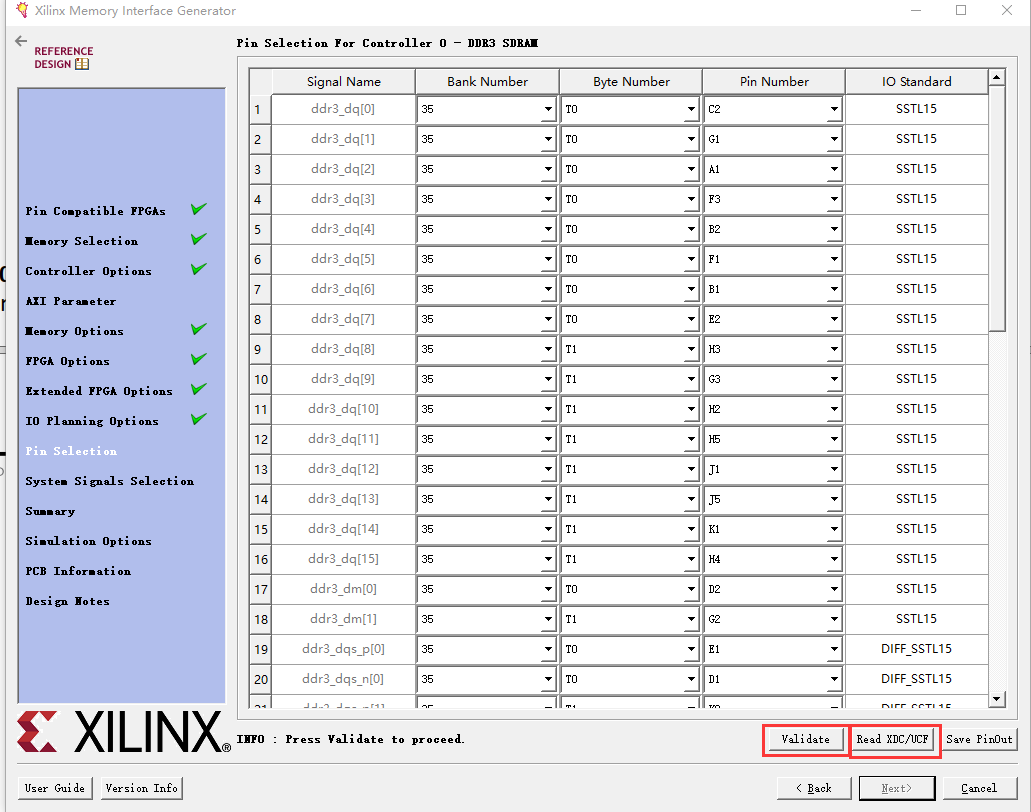 Xilinx Memory Interface Generator
REFERENCE
DESIGN
Pin Compatible FPGAs
Memory Selection
Controller Options
AXI Parameter
Memory Options
FPGA Options
Extended FPGA Options
IO Planning Options
Pin Selection
System Signals Selection
Summary
Simulation Options
PCB Information
Design Notes
XILINX®
Pin Selection For Controller 0 - DDR3 SDRAM
Signal Name Bank Number Byte Number Pin Number IO Standard
1 ddr3_dq[0] 35 T0 C2 SSTL15
2 ddr3_dq[1] 35 T0 G1 SSTL15
3 ddr3_dq[2] 35 T0 A1 SSTL15
4 ddr3_dq[3] 35 T0 F3 SSTL15
5 ddr3_dq[4] 35 T0 B2 SSTL15
6 ddr3_dq[5] 35 T0 F1 SSTL15
7 ddr3_dq[6] 35 T0 B1 SSTL15
8 ddr3_dq[7] 35 T0 E2 SSTL15
9 ddr3_dq[8] 35 T1 H3 SSTL15
10 ddr3_dq[9] 35 T1 G3 SSTL15
11 ddr3_dq[10] 35 T1 H2 SSTL15
12 ddr3_dq[11] 35 T1 H5 SSTL15
13 ddr3_dq[12] 35 T1 J1 SSTL15
14 ddr3_dq[13] 35 T1 J5 SSTL15
15 ddr3_dq[14] 35 T1 K1 SSTL15
16 ddr3_dq[15] 35 T1 H4 SSTL15
17 ddr3_dm[0] 35 T0 D2 SSTL15
18 ddr3_dm[1] 35 T1 G2 SSTL15
19 ddr3_dqs_p[0] 35 T0 E1 DIFF_SSTL15
20 ddr3_dqs_n[0] 35 T0 D1 DIFF_SSTL15
INFO : Press Validate to proceed.
Validate Read XDC/UCF Save PinOut
User Guide Version Info < Back Next> Cancel